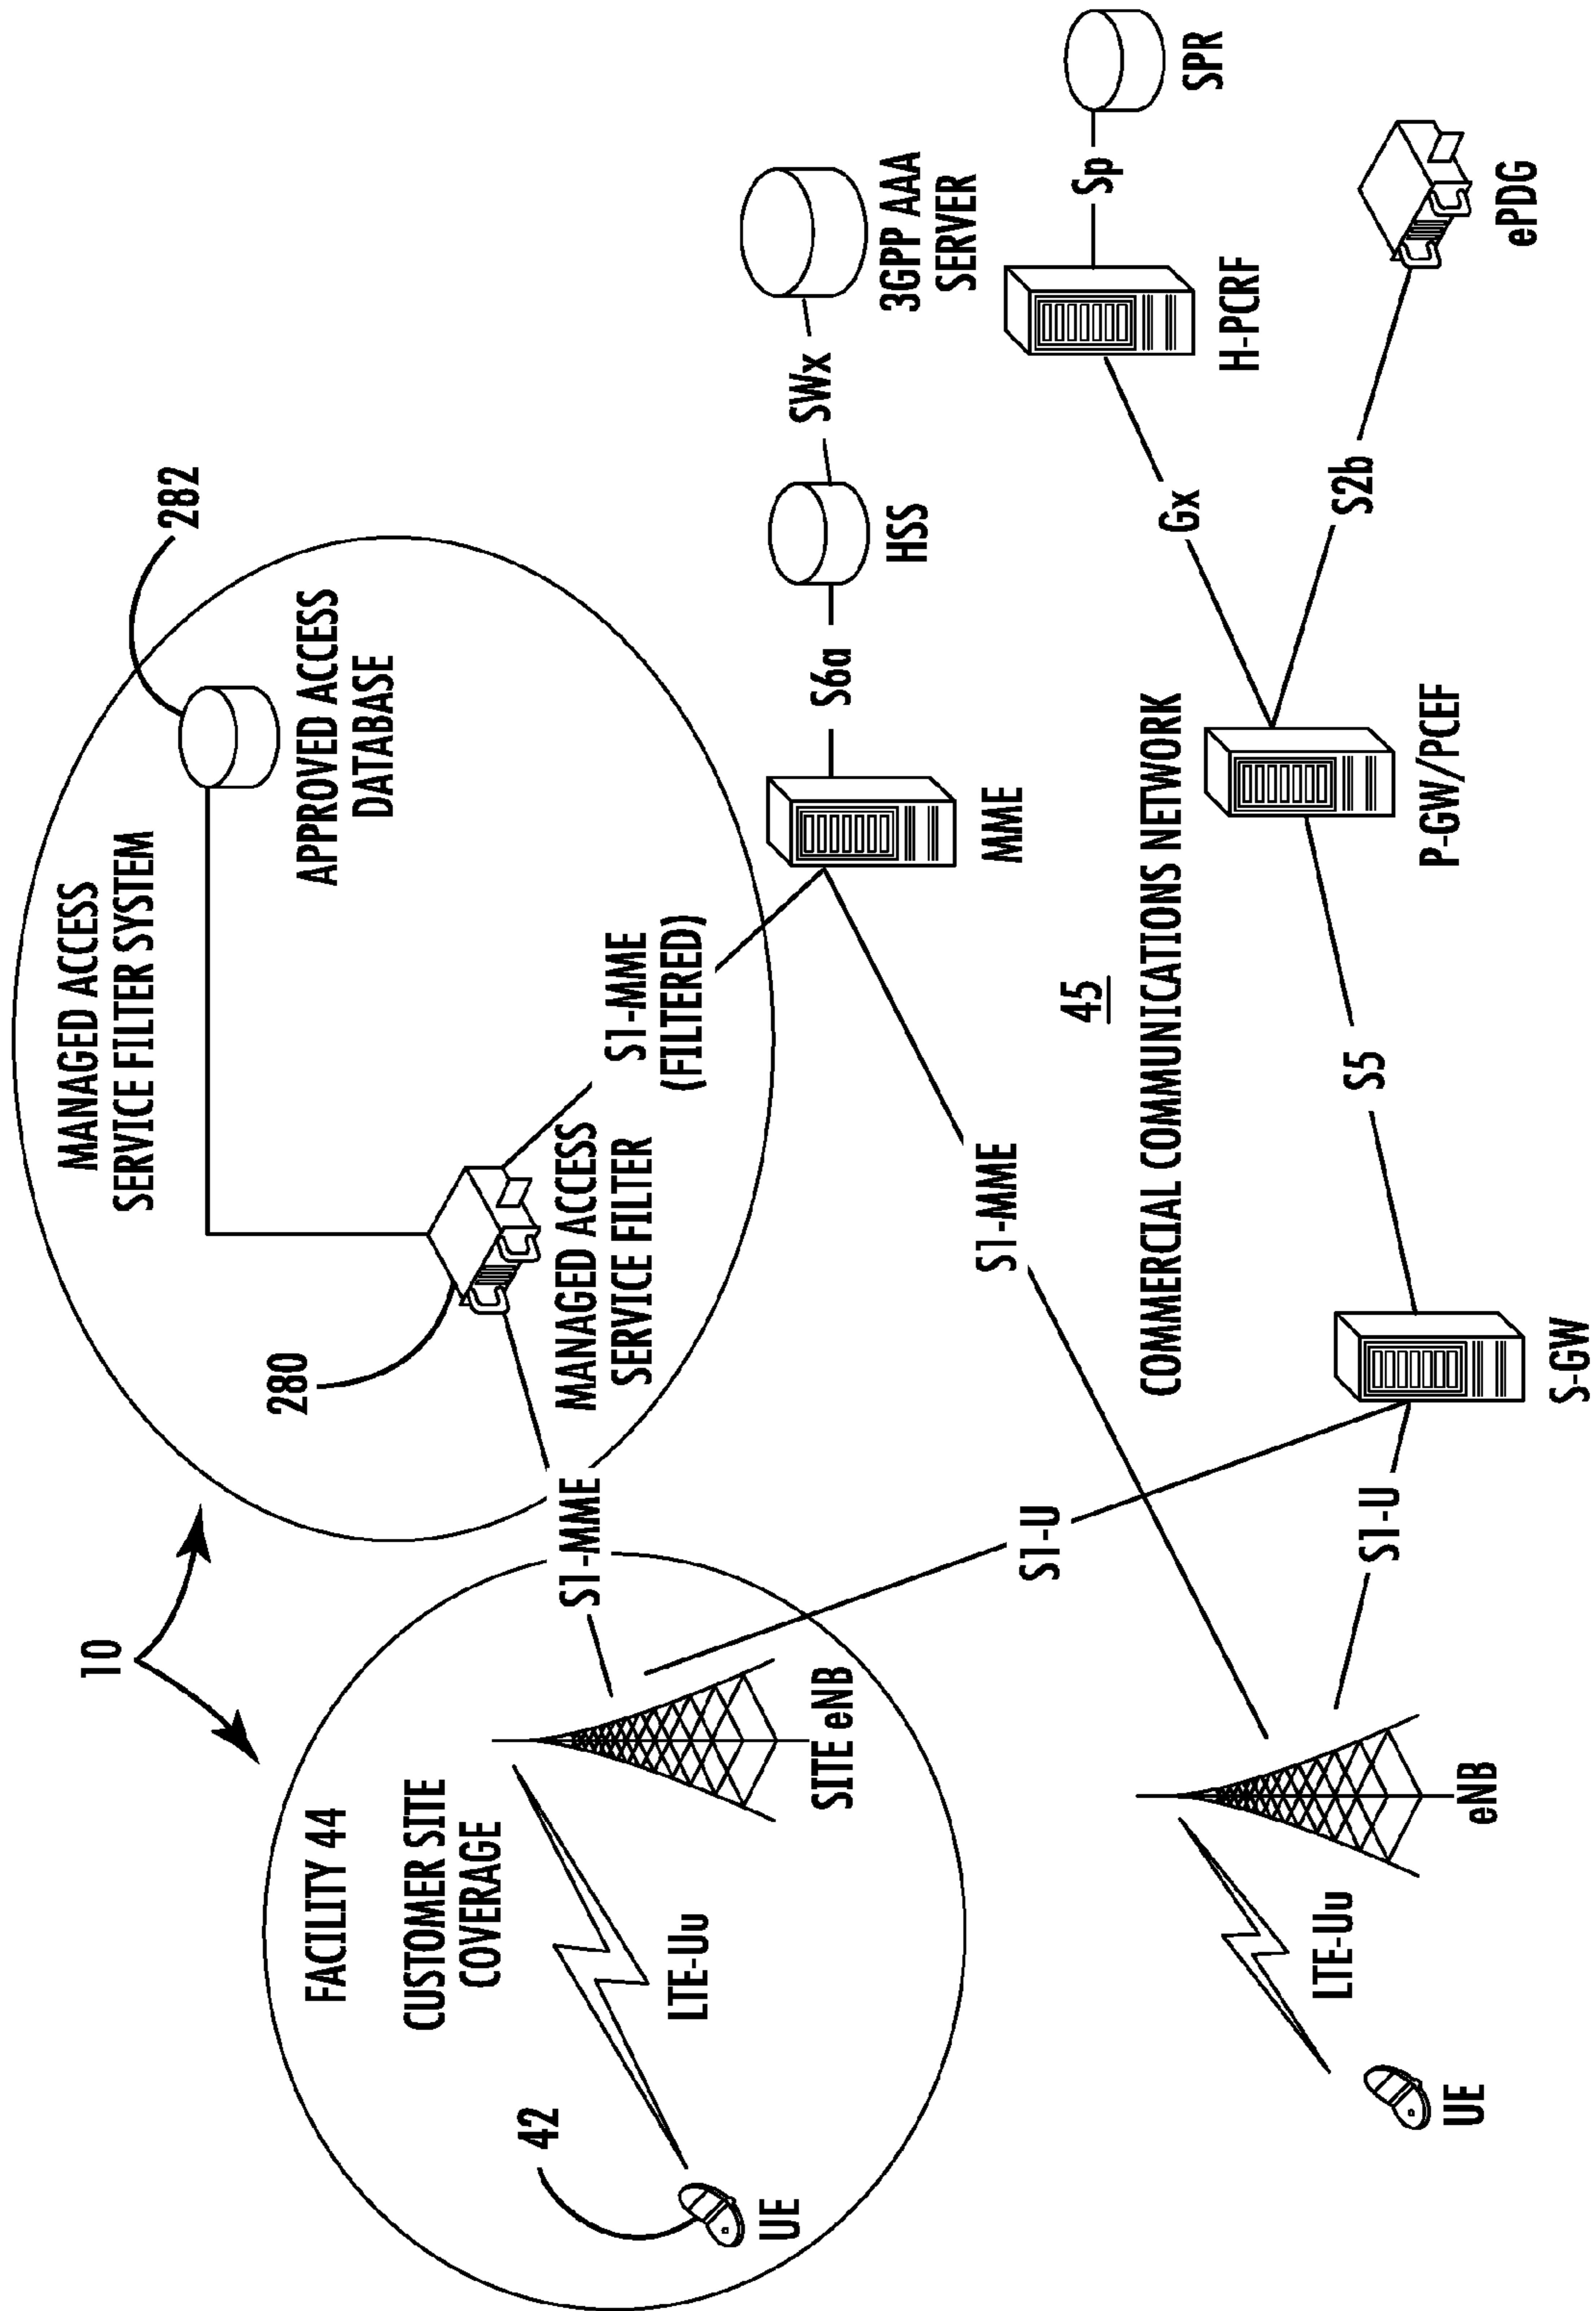 10
FACILITY 44
CUSTOMER SITE
COVERAGE
42
UE
LTE-Uu
SITE eNB
S1-MME
280
MANAGED ACCESS
SERVICE FILTER SYSTEM
282
APPROVED ACCESS
DATABASE
MANAGED ACCESS
SERVICE FILTER
S1-MME
(FILTERED)
MME
S6a
HSS
SWx
3GPP AAA
SERVER
S1-MME
S1-U
45
COMMERCIAL COMMUNICATIONS NETWORK
UE
LTE-Uu
eNB
S1-U
S-GW
S5
P-GW/PCEF
Gx
H-PCRF
Sp
SPR
S2b
ePDG